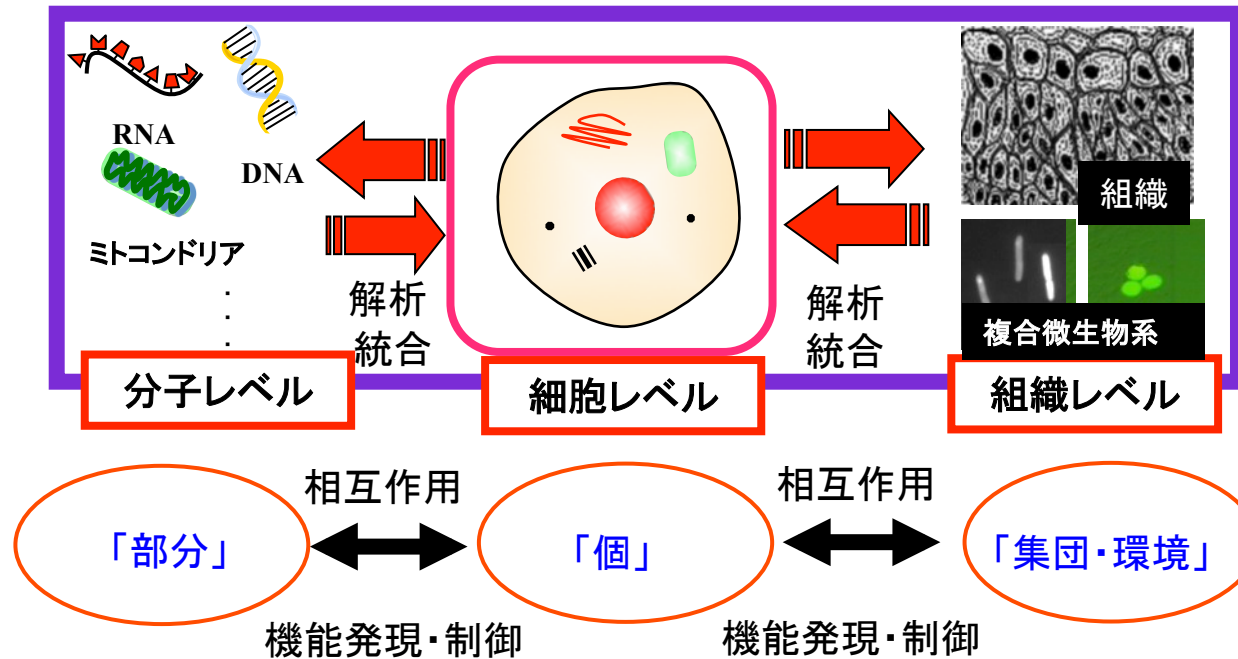 RNA
DNA
ミトコンドリア
.
.
.
解析
統合
解析
統合
組織
複合微生物系
分子レベル
細胞レベル
組織レベル
相互作用
相互作用
「部分」
「個」
「集団・環境」
機能発現・制御
機能発現・制御